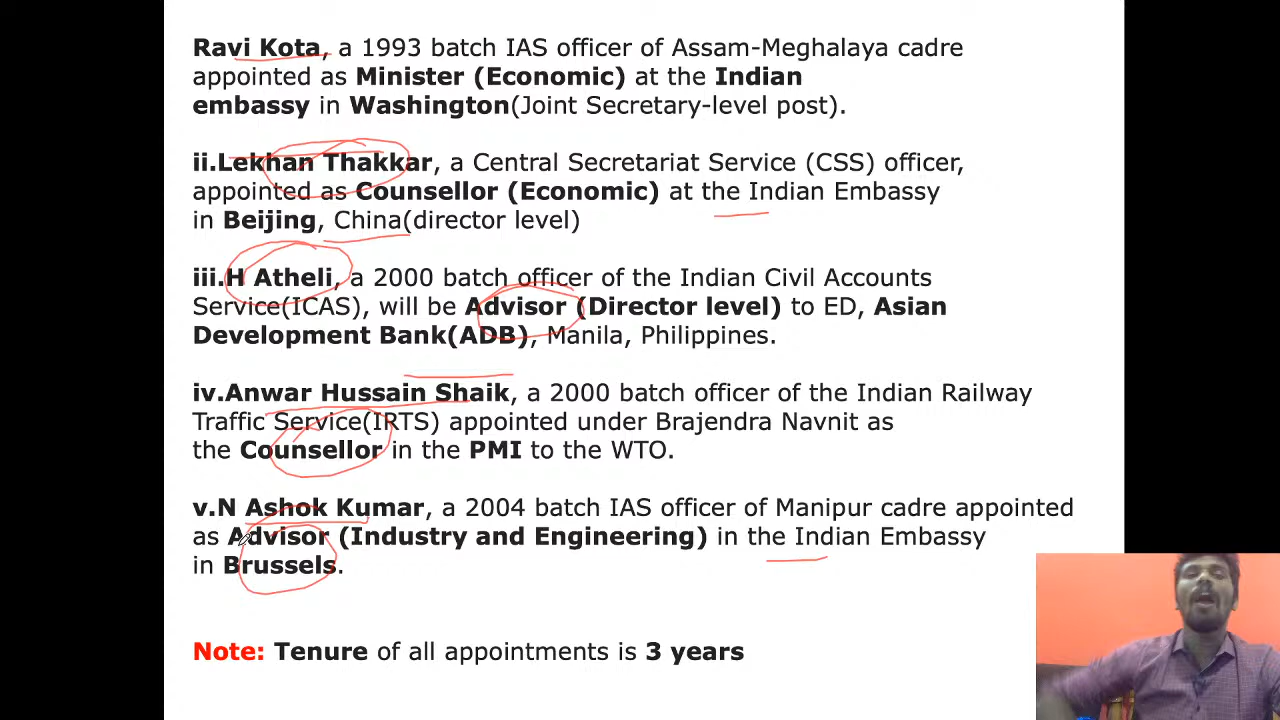 Ravi Kota, a 1993 batch IAS officer of Assam-Meghalaya cadre
appointed as Minister (Economic) at the Indian
embassy in Washington(Joint Secretary-level post).
ii.Lekhan Thakkar, a Central Secretariat Service (CSS) officer,
appointed as Counsellor (Economic) at the Indian Embassy
in Beijing, China(director level)
iii.H Atheli, a 2000 batch officer of the Indian Civil Accounts
Service(ICAS), will be Advisor (Director level) to ED, Asian
Development Bank(ADB), Manila, Philippines.
iv.Anwar Hussain Shaik, a 2000 batch officer of the Indian Railway
Traffic Service(IRTS) appointed under Brajendra Navnit as
the Counsellor in the PMI to the WTO.
v.N Ashok Kumar, a 2004 batch IAS officer of Manipur cadre appointed
as Advisor (Industry and Engineering) in the Indian Embassy
in Brussels.
Note: Tenure of all appointments is 3 years